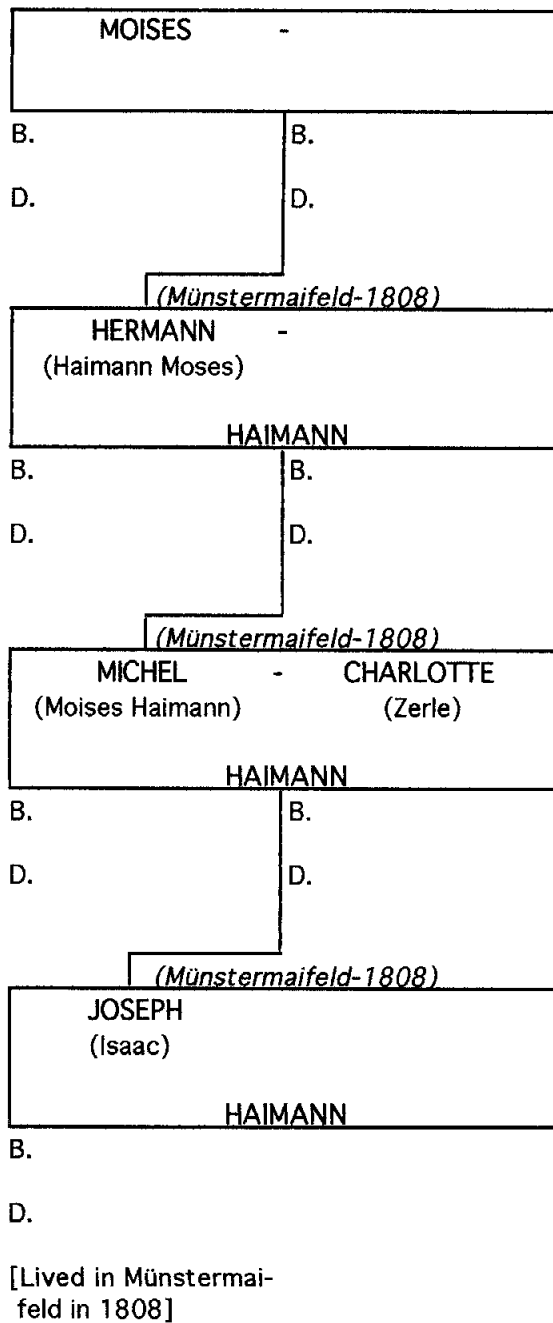 MOISES -
B. B.
D. D.
(Münstermaifeld-1808)
HERMANN -
(Haimann Moses)
HAIMANN
B. B.
D. D.
(Münstermaifeld-1808)
MICHEL - CHARLOTTE
(Moises Haimann) (Zerle)
HAIMANN
B. B.
D. D.
(Münstermaifeld-1808)
JOSEPH
(Isaac)
HAIMANN
B.
D.
[Lived in Münstermai-
feld in 1808]